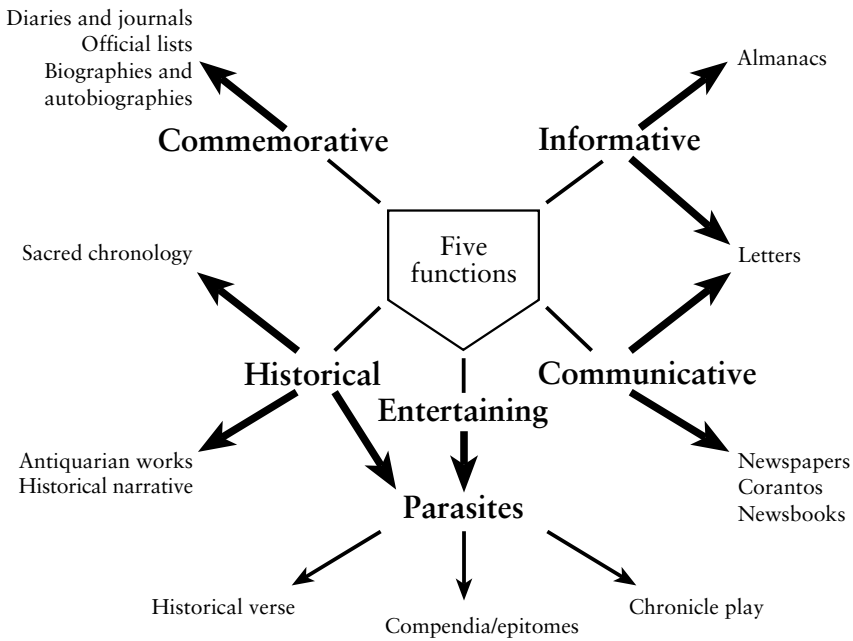 Diaries and journals
Official lists
Biographies and
autobiographies
Almanacs
Commemorative
Informative
Sacred chronology
Five
functions
Letters
Historical
Communicative
Entertaining
Antiquarian works
Historical narrative
Newspapers
Corantos
Newsbooks
Parasites
Historical verse
Compendia/epitomes
Chronicle play